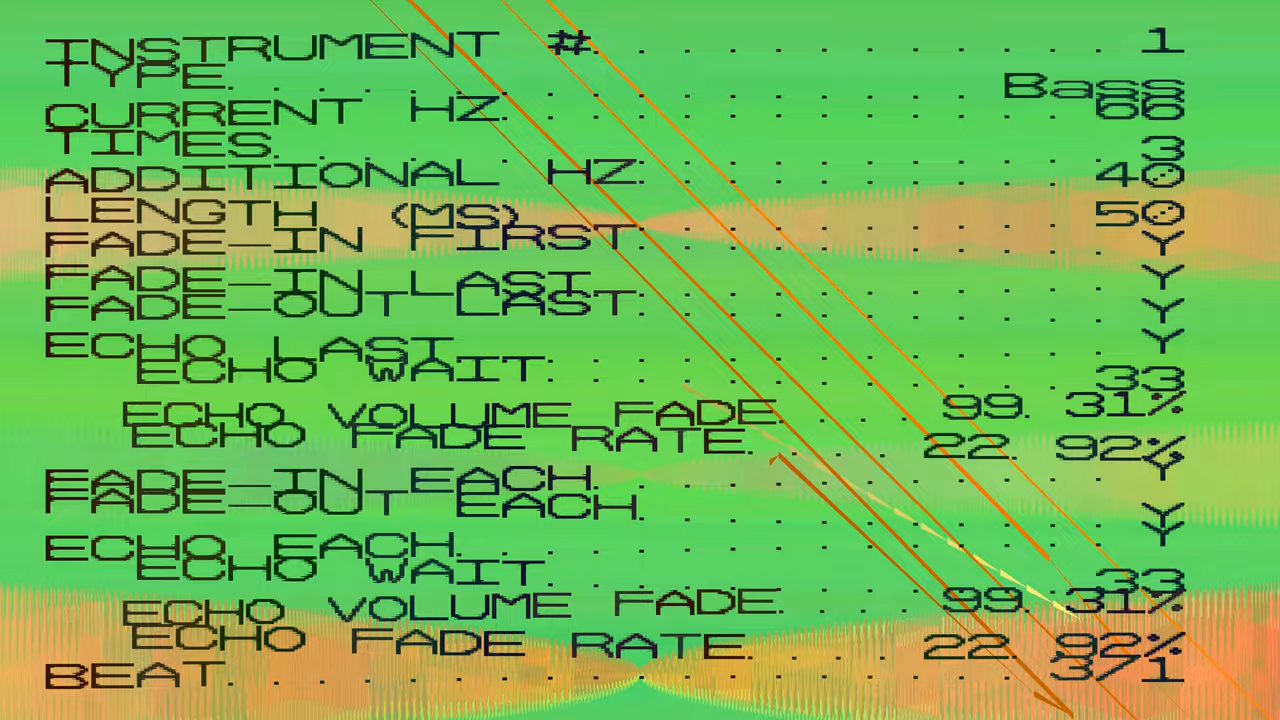 INSTRUMENT #. . . . . . . . . . . . 1
TYPE. . . . . . . . . . . . . . . . . Bass
CURRENT HZ. . . . . . . . . . . . . 66
TIMES. . . . . . . . . . . . . . . . . . . 3
ADDITIONAL HZ. . . . . . . . . . 40
LENGTH (MS). . . . . . . . . . . . . 50
FADE-IN FIRST. . . . . . . . . . . Y
FADE-IN LAST. . . . . . . . . . . . Y
FADE-OUT LAST. . . . . . . . . . . Y
ECHO LAST. . . . . . . . . . . . . . . Y
ECHO WAIT. . . . . . . . . . . . . 33
ECHO VOLUME FADE. . . . 99. 31%
ECHO FADE RATE. . . . 22. 92%
FADE-IN EACH. . . . . . . . . . . . Y
FADE-OUT EACH. . . . . . . . . . . Y
ECHO EACH. . . . . . . . . . . . . . . Y
ECHO WAIT. . . . . . . . . . . . . 33
ECHO VOLUME FADE. . . . 99. 31%
ECHO FADE RATE. . . . 22. 92%
BEAT. . . . . . . . . . . . . . . . . . . 371